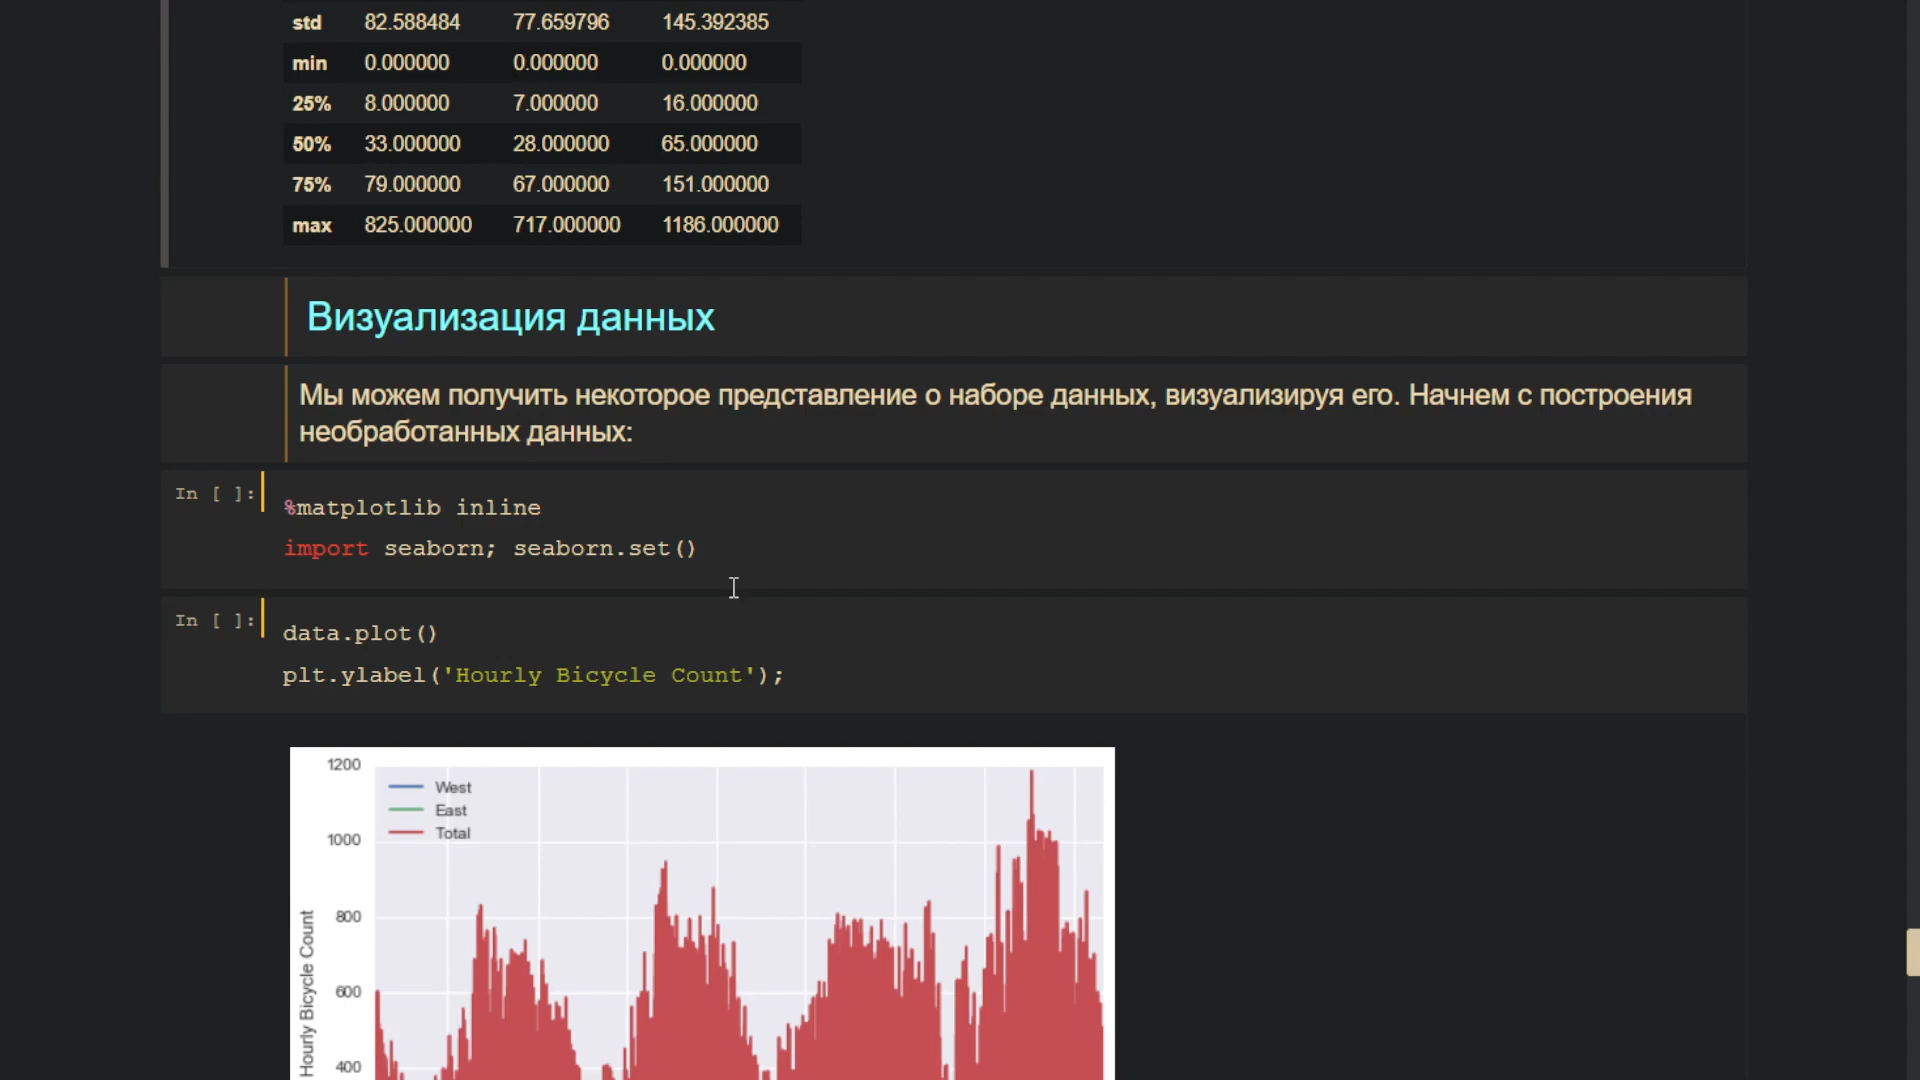 std 82.588484 77.659796 145.392385
min 0.000000 0.000000 0.000000
25% 8.000000 7.000000 16.000000
50% 33.000000 28.000000 65.000000
75% 79.000000 67.000000 151.000000
max 825.000000 717.000000 1186.000000
Визуализация данных
Мы можем получить некоторое представление о наборе данных, визуализируя его. Начнем с построения
необработанных данных:
In [ ]:
%matplotlib inline
import seaborn; seaborn.set()
In [ ]:
data.plot()
plt.ylabel('Hourly Bicycle Count');
1200
West
East
Total
1000
800
600
400
Hourly Bicycle Count